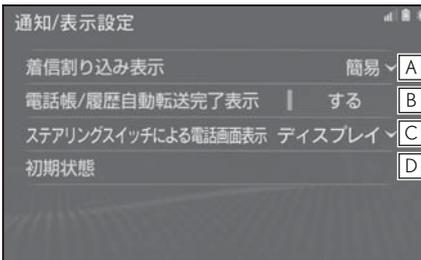 通知/表示設定
着信割り込み表示 簡易 A
電話帳/履歴自動転送完了表示 する B
ステアリングスイッチによる電話画面表示 ディスプレイ C
初期状態 D